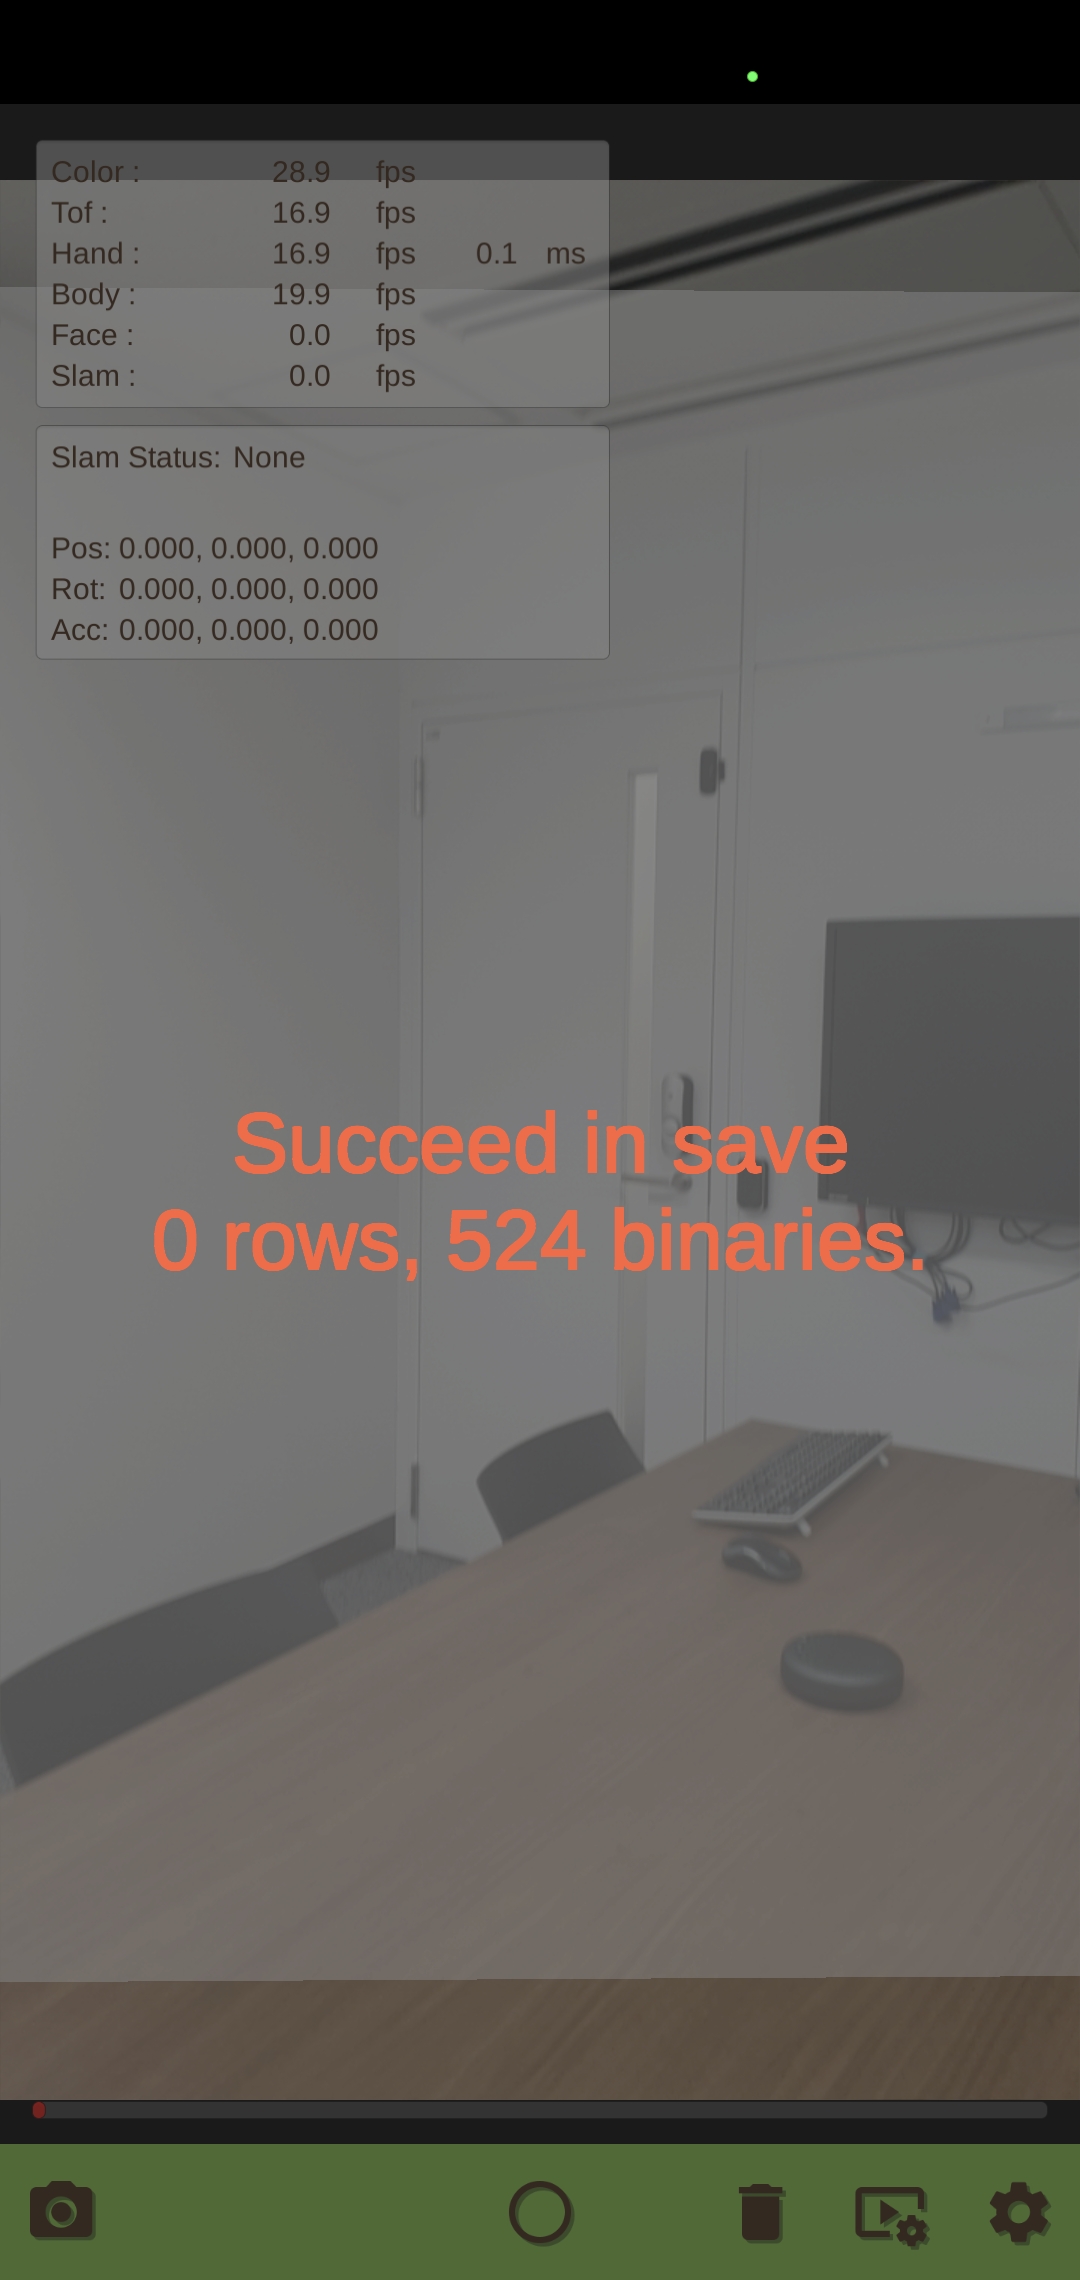 Color : 28.9 fps
Tof : 16.9 fps
Hand : 16.9 fps 0.1 ms
Body : 19.9 fps
Face : 0.0 fps
Slam : 0.0 fps
Slam Status: None
Pos: 0.000, 0.000, 0.000
Rot: 0.000, 0.000, 0.000
Acc: 0.000, 0.000, 0.000
Succeed in save
0 rows, 524 binaries.